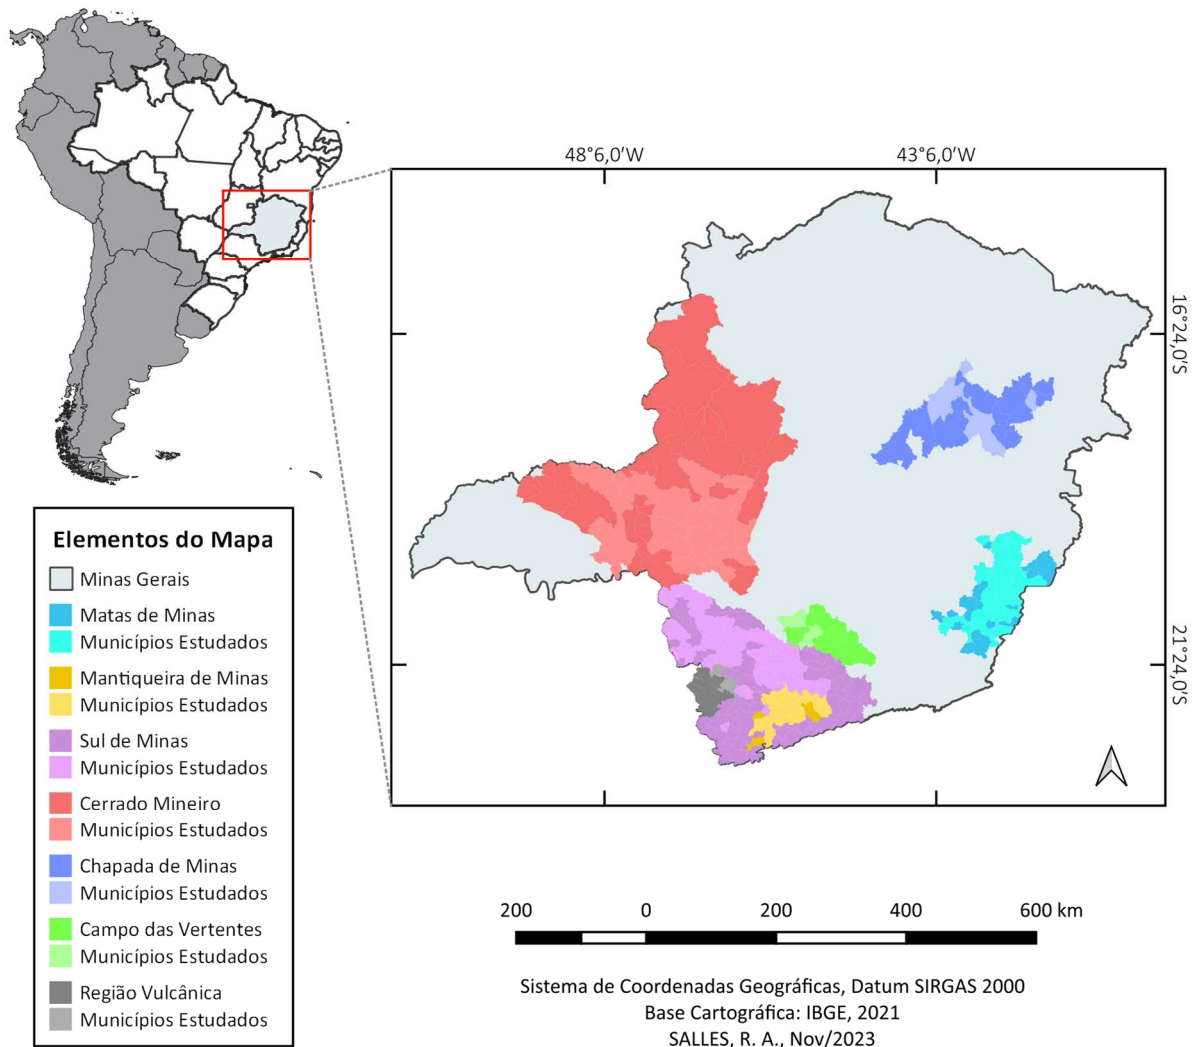 48°6,0'W
43°6,0'W
16°24,0'S
21°24,0'S
Elementos do Mapa
Minas Gerais
Matas de Minas
Municípios Estudados
Mantiqueira de Minas
Municípios Estudados
Sul de Minas
Municípios Estudados
Cerrado Mineiro
Municípios Estudados
Chapada de Minas
Municípios Estudados
Campo das Vertentes
Municípios Estudados
Região Vulcânica
Municípios Estudados
200 0 200 400 600 km
Sistema de Coordenadas Geográficas, Datum SIRGAS 2000
Base Cartográfica: IBGE, 2021
SALLES, R. A., Nov/2023